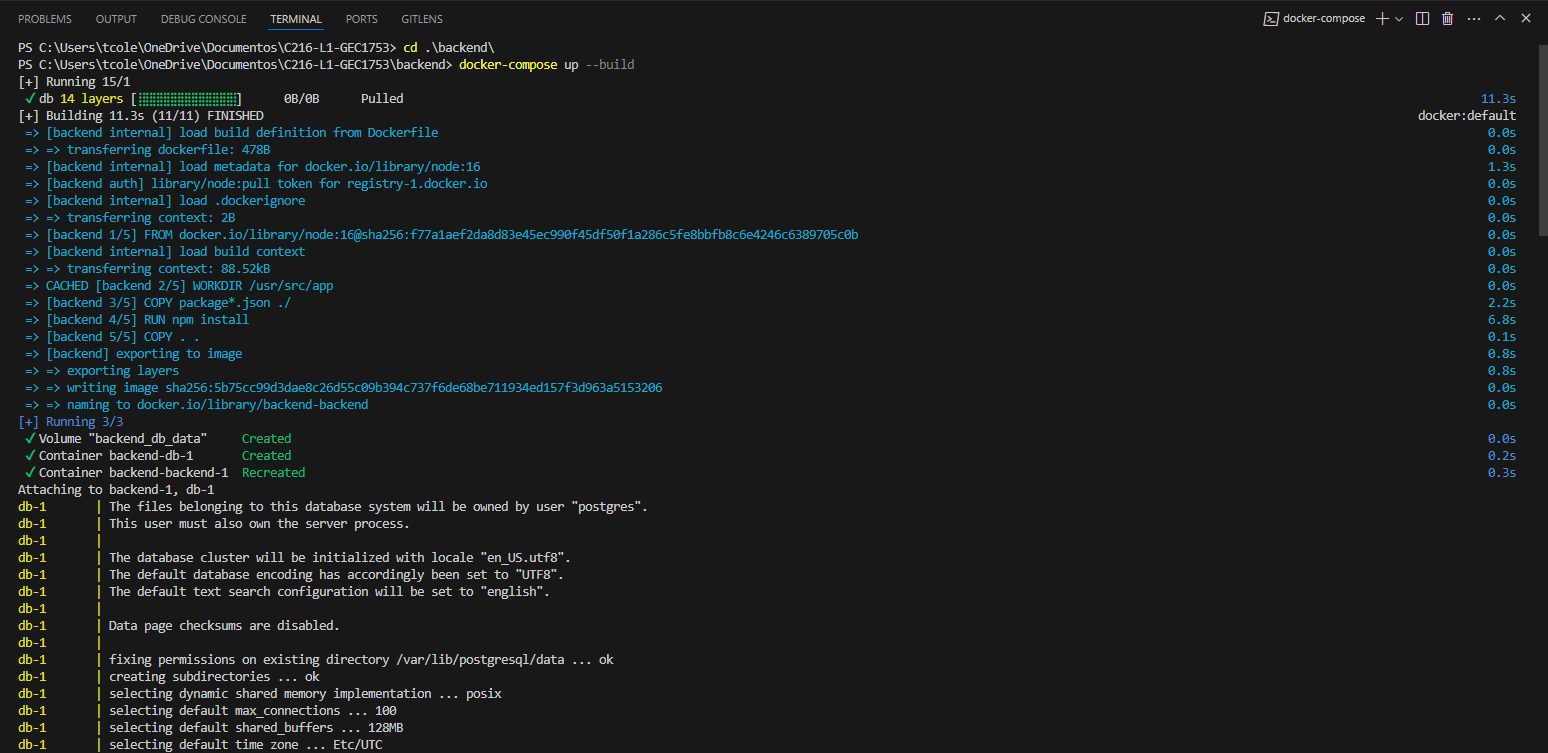 PROBLEMS OUTPUT DEBUG CONSOLE TERMINAL PORTS GITLENS docker-compose
PS C:\Users\tcole\OneDrive\Documentos\C216-L1-GEC1753> cd .\backend\
PS C:\Users\tcole\OneDrive\Documentos\C216-L1-GEC1753\backend> docker-compose up --build
[+] Running 15/1
✓ db 14 layers [⣿⣿⣿⣿⣿⣿⣿⣿⣿⣿⣿⣿⣿⣿] 0B/0B Pulled 11.3s
[+] Building 11.3s (11/11) FINISHED docker:default
=> [backend internal] load build definition from Dockerfile 0.0s
=> => transferring dockerfile: 478B 0.0s
=> [backend internal] load metadata for docker.io/library/node:16 1.3s
=> [backend auth] library/node:pull token for registry-1.docker.io 0.0s
=> [backend internal] load .dockerignore 0.0s
=> => transferring context: 2B 0.0s
=> [backend 1/5] FROM docker.io/library/node:16@sha256:f77a1aef2da8d83e45ec990f45df50f1a286c5fe8bbfb8c6e4246c6389705c0b 0.0s
=> [backend internal] load build context 0.0s
=> => transferring context: 88.52kB 0.0s
=> CACHED [backend 2/5] WORKDIR /usr/src/app 0.0s
=> [backend 3/5] COPY package*.json ./ 2.2s
=> [backend 4/5] RUN npm install 6.8s
=> [backend 5/5] COPY . . 0.1s
=> [backend] exporting to image 0.8s
=> => exporting layers 0.8s
=> => writing image sha256:5b75cc99d3dae8c26d55c09b394c737f6de68be711934ed157f3d963a5153206 0.0s
=> => naming to docker.io/library/backend-backend 0.0s
[+] Running 3/3
✓ Volume "backend_db_data" Created 0.0s
✓ Container backend-db-1 Created 0.2s
✓ Container backend-backend-1 Recreated 0.3s
Attaching to backend-1, db-1
db-1 | The files belonging to this database system will be owned by user "postgres".
db-1 | This user must also own the server process.
db-1 |
db-1 | The database cluster will be initialized with locale "en_US.utf8".
db-1 | The default database encoding has accordingly been set to "UTF8".
db-1 | The default text search configuration will be set to "english".
db-1 |
db-1 | Data page checksums are disabled.
db-1 |
db-1 | fixing permissions on existing directory /var/lib/postgresql/data ... ok
db-1 | creating subdirectories ... ok
db-1 | selecting dynamic shared memory implementation ... posix
db-1 | selecting default max_connections ... 100
db-1 | selecting default shared_buffers ... 128MB
db-1 | selecting default time zone ... Etc/UTC